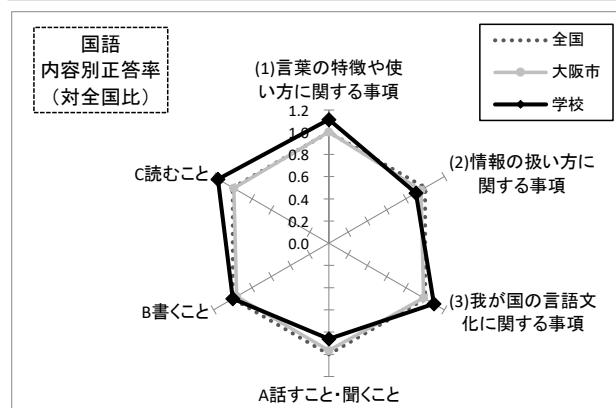 国語
内容別正答率
(対全国比)
全国
大阪市
学校
(1)言葉の特徴や使
い方に関する事項
(2)情報の扱い方に
関する事項
(3)我が国の言語文
化に関する事項
A話すこと・聞くこと
B書くこと
C読むこと
1.2
1.0
0.8
0.6
0.4
0.2
0.0